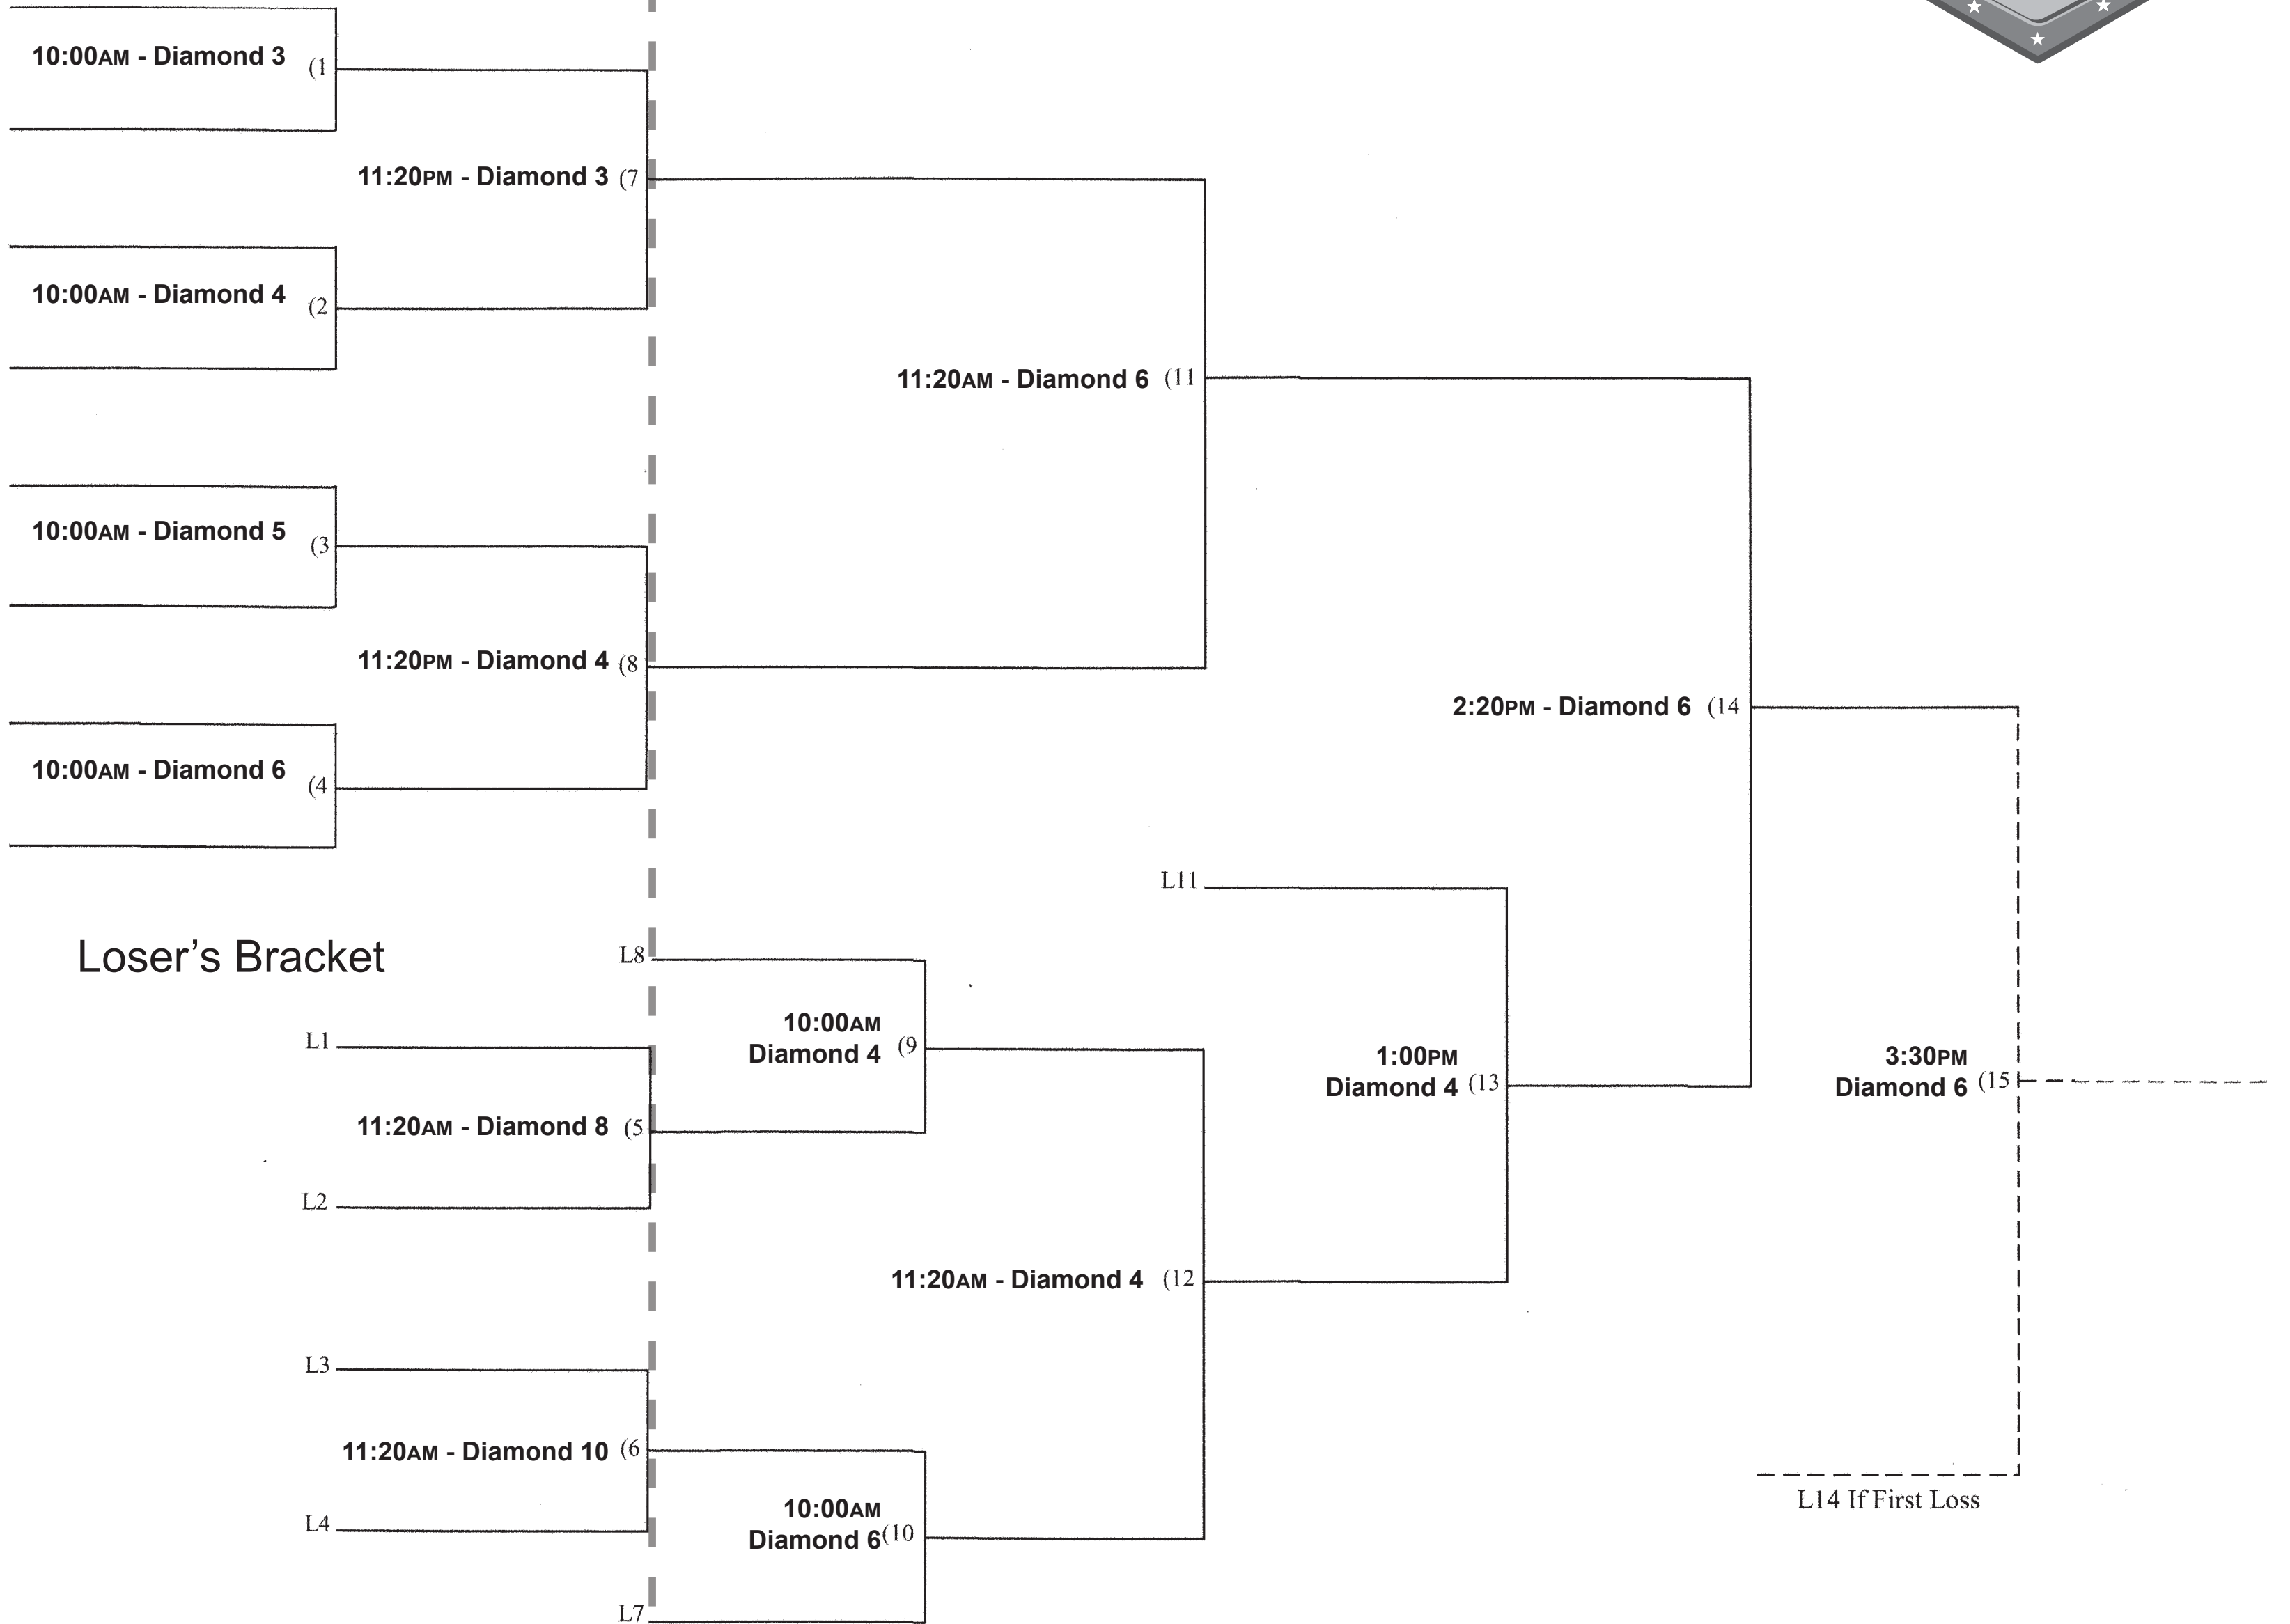 10:00AM - Diamond 3 (1
11:20PM - Diamond 3 (7
10:00AM - Diamond 4 (2
11:20AM - Diamond 6 (11
10:00AM - Diamond 5 (3
11:20PM - Diamond 4 (8
2:20PM - Diamond 6 (14
10:00AM - Diamond 6 (4
L11
Loser's Bracket
L8
L1
10:00AM
Diamond 4 (9
1:00PM
Diamond 4 (13
3:30PM
Diamond 6 (15
11:20AM - Diamond 8 (5
L2
11:20AM - Diamond 4 (12
L3
11:20AM - Diamond 10 (6
L4
10:00AM
Diamond 6 (10
L14 If First Loss
L7